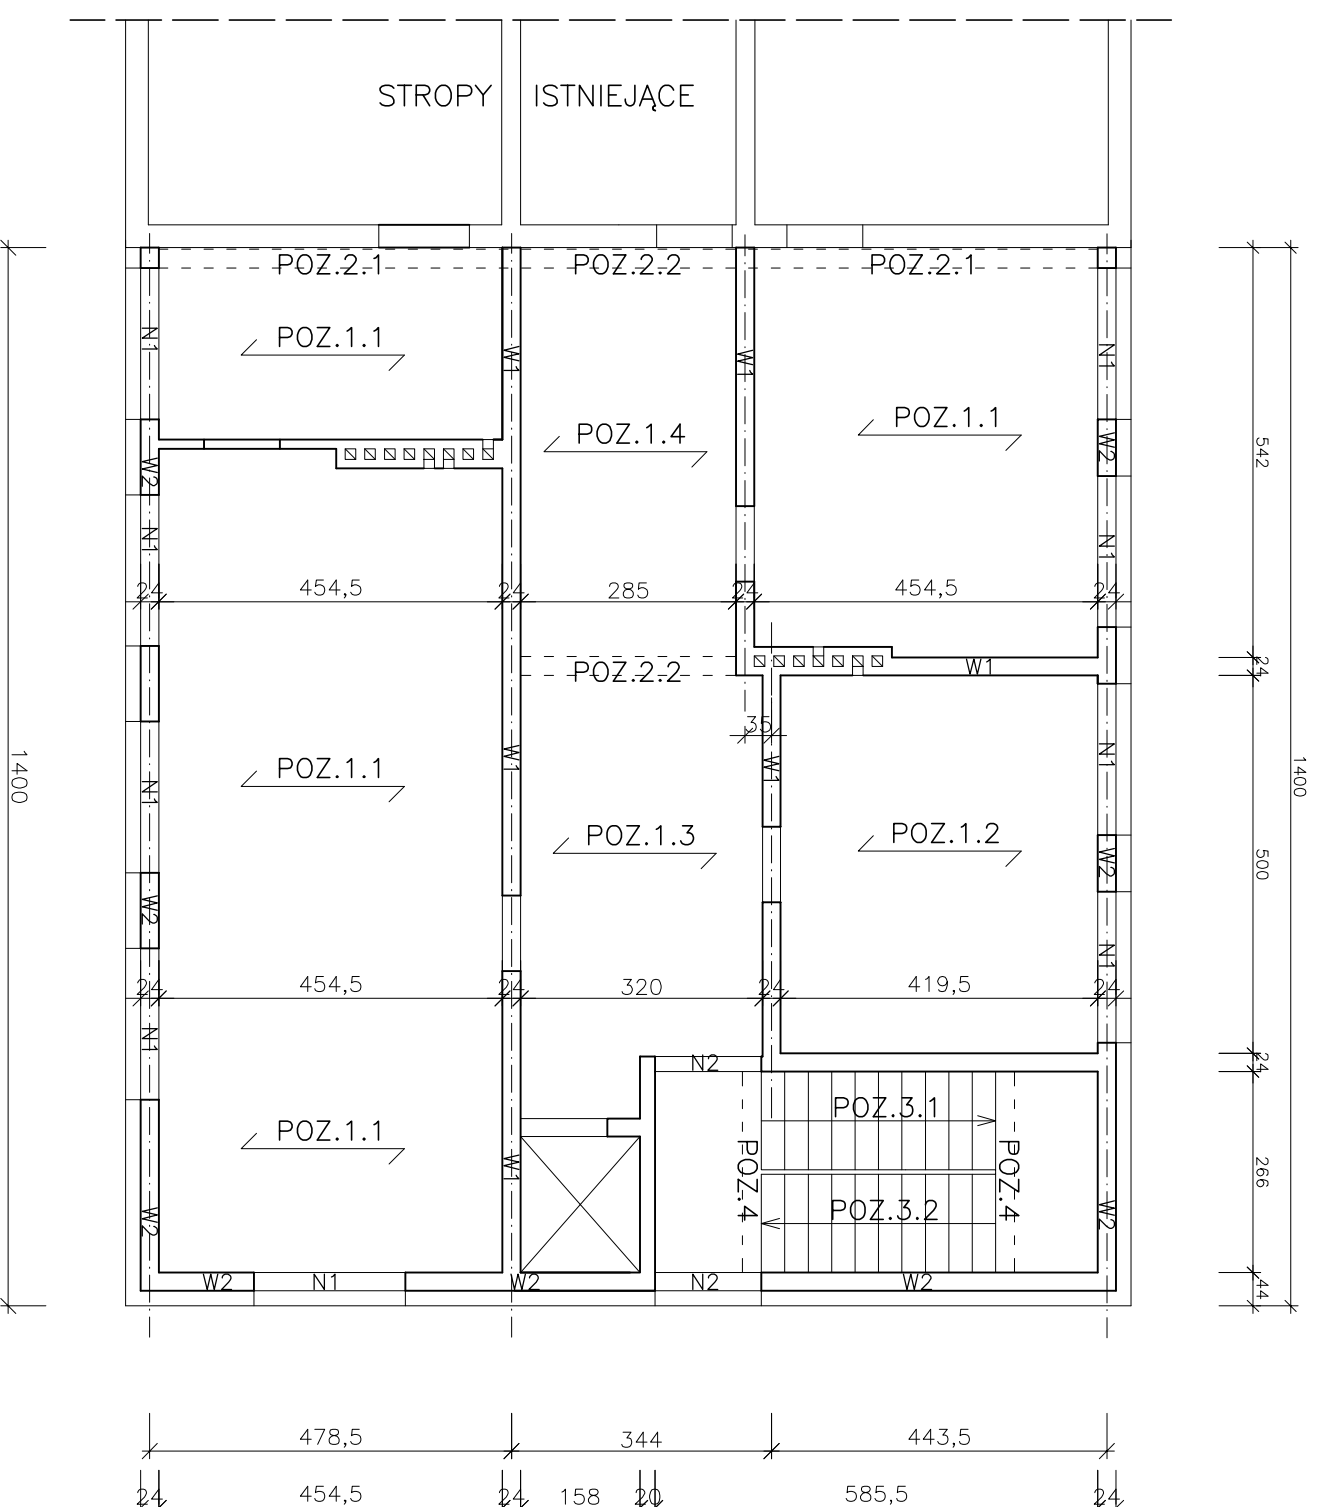 STROPY ISTNIEJĄCE
POZ.2.1
POZ.2.2
POZ.2.1
N1
POZ.1.1
W1
W1
N1
POZ.1.4
POZ.1.1
W2
W2
542
N1
N1
24
454,5
24
285
24
454,5
24
POZ.2.2
W1
24
35
W1
W1
N1
1400
N1
POZ.1.1
1400
POZ.1.3
POZ.1.2
W2
500
W2
N1
24
454,5
24
320
24
419,5
24
N1
N2
24
POZ.1.1
POZ.3.1
W1
POZ.4
POZ.4
266
W2
POZ.3.2
W2
W2
N1
W2
N2
W2
44
478,5
344
443,5
24
454,5
24
158
20
585,5
24